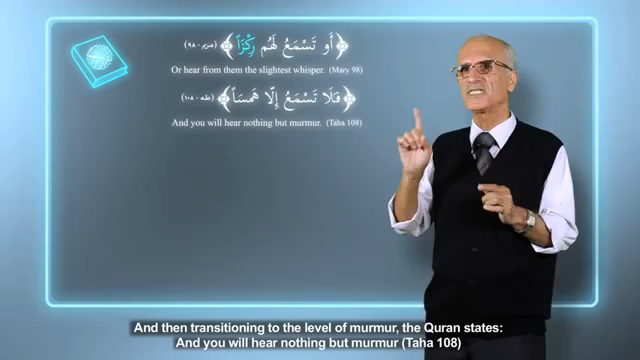 ﴿ أَو تَسْمَعُ لَهُم رِكْزَاً ﴾ (مريم - ٩٨)
Or hear from them the slightest whisper. (Mary 98)
﴿ فَلَا تَسْمَعُ إِلَّا هَمسَاً ﴾ (طه - ١٠٨)
And you will hear nothing but murmur. (Taha 108)
And then transitioning to the level of murmur, the Quran states:
And you will hear nothing but murmur (Taha 108)